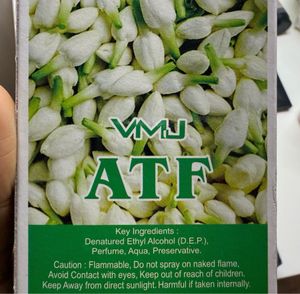 VMJ
ATF
Key Ingredients :
Denatured Ethyl Alcohol (D.E.P.),
Perfume, Aqua, Preservative.
Caution : Flammable, Do not spray on naked flame,
Avoid Contact with eyes, Keep out of reach of children.
Keep Away from direct sunlight. Harmful if taken internally.